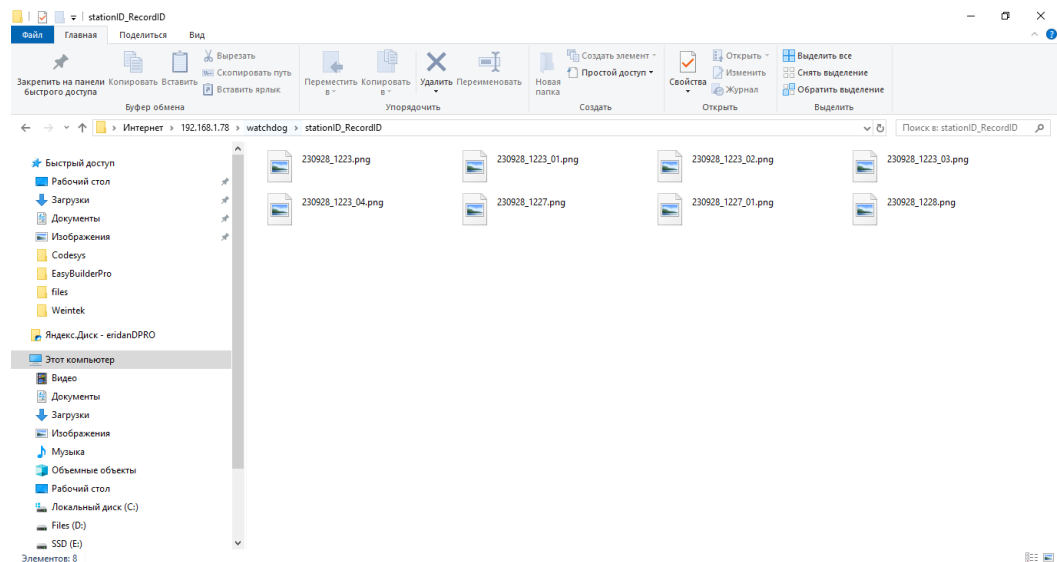 stationID_RecordID
Файл Главная Поделиться Вид
Закрепить на панели быстрого доступа
Копировать
Вставить
Вырезать
Скопировать путь
Вставить ярлык
Буфер обмена
Переместить в
Копировать в
Удалить
Переименовать
Упорядочить
Новая папка
Создать элемент
Простой доступ
Создать
Свойства
Открыть
Изменить
Журнал
Открыть
Выделить все
Снять выделение
Обратить выделение
Выделить
Интернет > 192.168.1.78 > watchdog > stationID_RecordID
Поиск в: stationID_RecordID
Быстрый доступ
Рабочий стол
Загрузки
Документы
Изображения
Codesys
EasyBuilderPro
files
Weintek
Яндекс.Диск - eridanDPRO
Этот компьютер
Видео
Документы
Загрузки
Изображения
Музыка
Объемные объекты
Рабочий стол
Локальный диск (C:)
Files (D:)
SSD (E:)
230928_1223.png
230928_1223_01.png
230928_1223_02.png
230928_1223_03.png
230928_1223_04.png
230928_1227.png
230928_1227_01.png
230928_1228.png
Элементов: 8